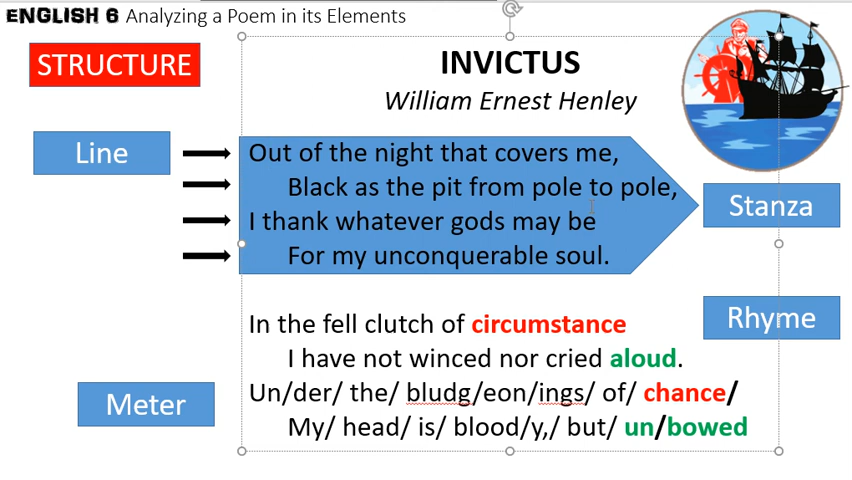 ENGLISH 6 Analyzing a Poem in its Elements
STRUCTURE
INVICTUS
William Ernest Henley
Line
Out of the night that covers me,
Black as the pit from pole to pole,
I thank whatever gods may be
For my unconquerable soul.
Stanza
In the fell clutch of circumstance
I have not winced nor cried aloud.
Un/der/ the/ bludg/eon/ings/ of/ chance/
My/ head/ is/ blood/y,/ but/ un/bowed
Rhyme
Meter